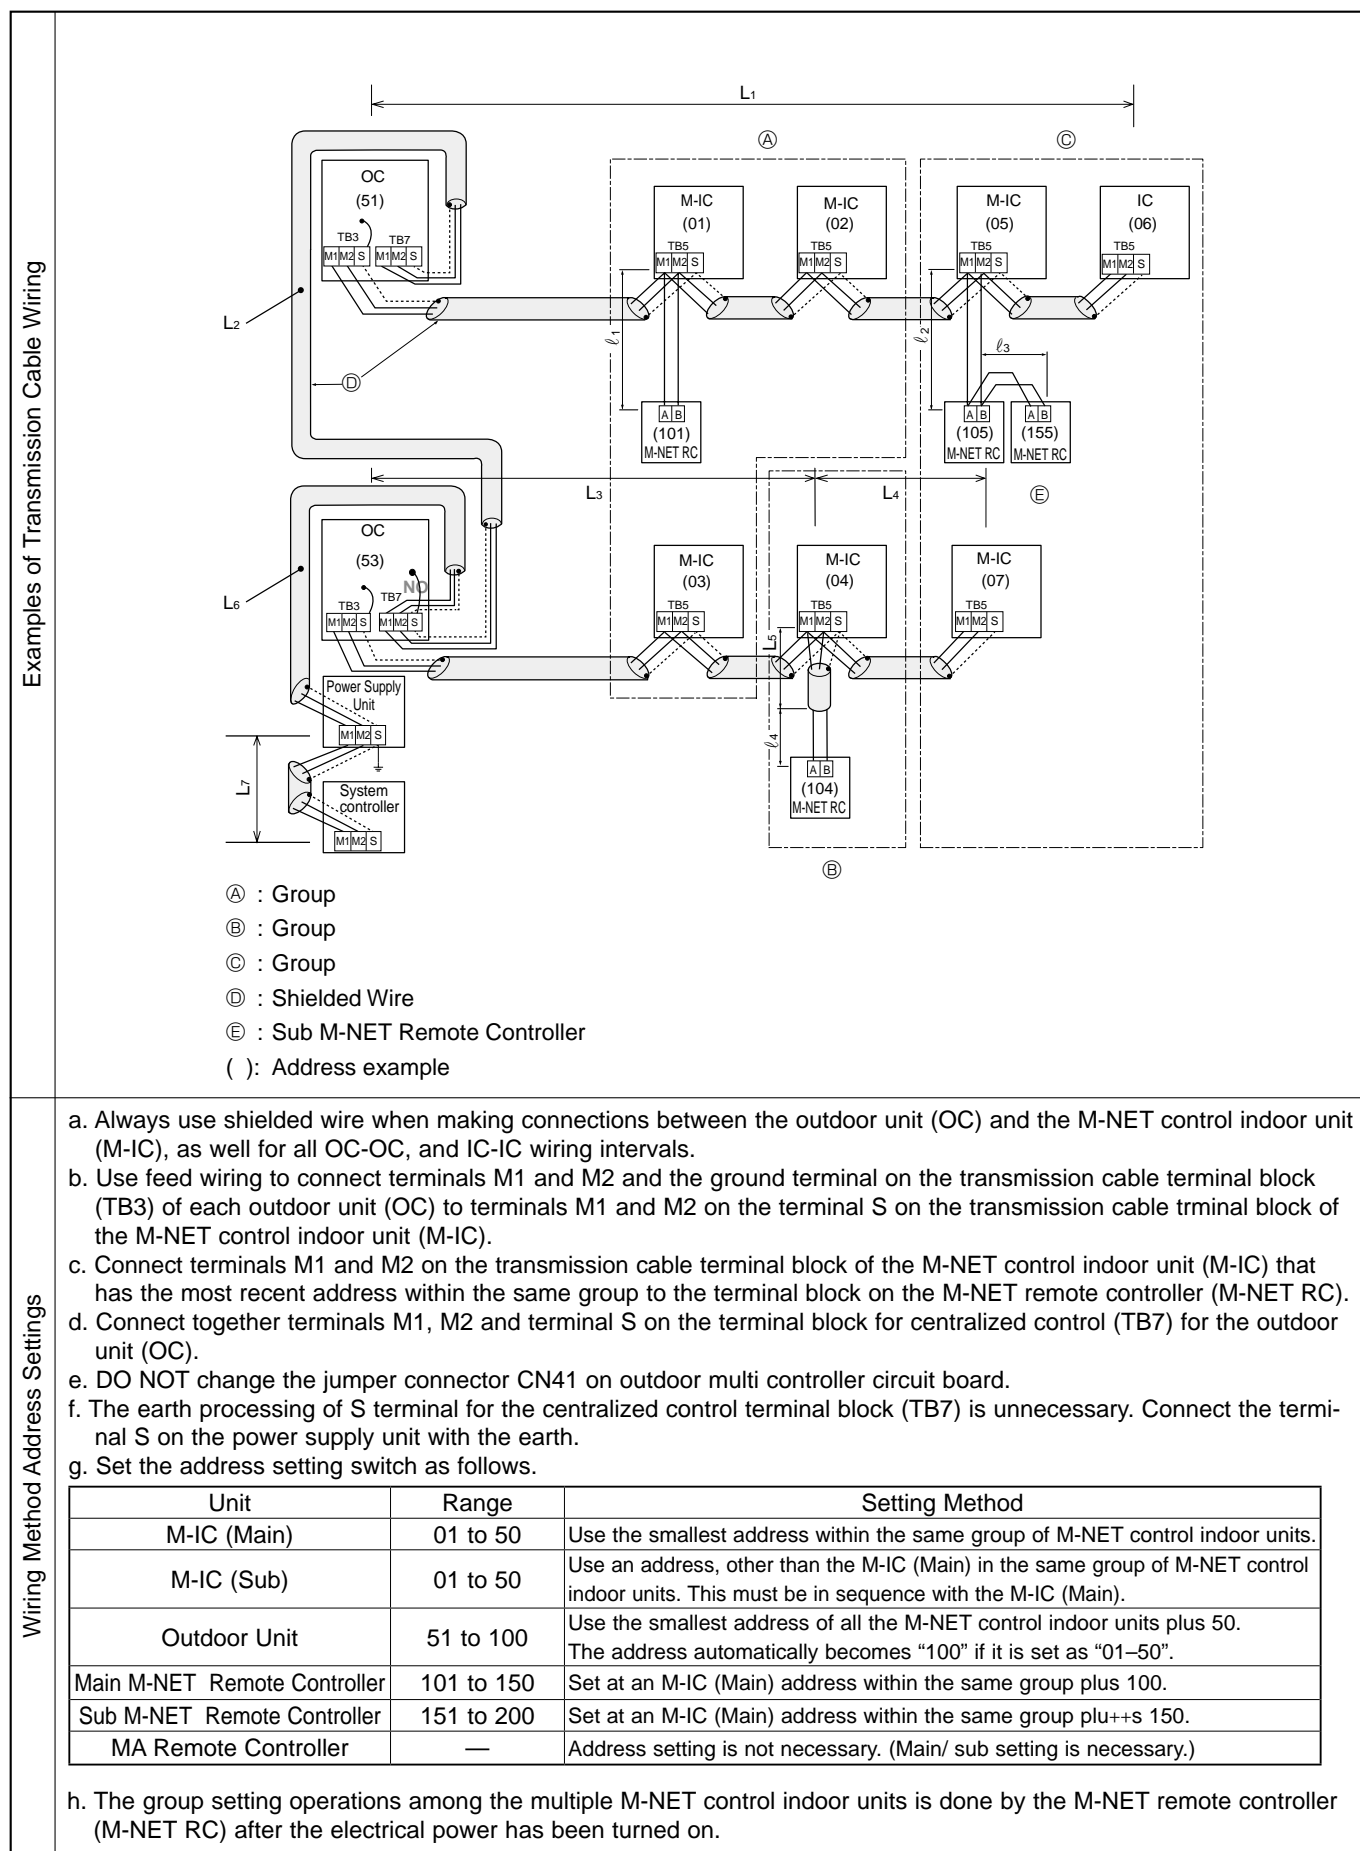 Examples of Transmission Cable Wiring
L1
Ⓐ
Ⓒ
OC
(51)
TB3
TB7
M1 M2 S
M1 M2 S
M-IC
(01)
TB5
M1 M2 S
M-IC
(02)
TB5
M1 M2 S
M-IC
(05)
TB5
M1 M2 S
IC
(06)
TB5
M1 M2 S
L2
Ⓓ
ℓ1
ℓ2
ℓ3
A B
(101)
M-NET RC
A B
(105)
M-NET RC
A B
(155)
M-NET RC
L3
L4
Ⓔ
OC
(53)
NO
TB3
TB7
M1 M2 S
M1 M2 S
M-IC
(03)
TB5
M1 M2 S
M-IC
(04)
TB5
M1 M2 S
M-IC
(07)
TB5
M1 M2 S
L6
L5
Power Supply
Unit
M1 M2 S
ℓ4
A B
(104)
M-NET RC
L7
System
controller
M1 M2 S
Ⓑ
Ⓐ : Group
Ⓑ : Group
Ⓒ : Group
Ⓓ : Shielded Wire
Ⓔ : Sub M-NET Remote Controller
( ): Address example
Wiring Method Address Settings
a. Always use shielded wire when making connections between the outdoor unit (OC) and the M-NET control indoor unit
(M-IC), as well for all OC-OC, and IC-IC wiring intervals.
b. Use feed wiring to connect terminals M1 and M2 and the ground terminal on the transmission cable terminal block
(TB3) of each outdoor unit (OC) to terminals M1 and M2 on the terminal S on the transmission cable trminal block of
the M-NET control indoor unit (M-IC).
c. Connect terminals M1 and M2 on the transmission cable terminal block of the M-NET control indoor unit (M-IC) that
has the most recent address within the same group to the terminal block on the M-NET remote controller (M-NET RC).
d. Connect together terminals M1, M2 and terminal S on the terminal block for centralized control (TB7) for the outdoor
unit (OC).
e. DO NOT change the jumper connector CN41 on outdoor multi controller circuit board.
f. The earth processing of S terminal for the centralized control terminal block (TB7) is unnecessary. Connect the termi-
nal S on the power supply unit with the earth.
g. Set the address setting switch as follows.
Unit Range Setting Method
M-IC (Main) 01 to 50 Use the smallest address within the same group of M-NET control indoor units.
M-IC (Sub) 01 to 50 Use an address, other than the M-IC (Main) in the same group of M-NET control
indoor units. This must be in sequence with the M-IC (Main).
Outdoor Unit 51 to 100 Use the smallest address of all the M-NET control indoor units plus 50.
The address automatically becomes “100” if it is set as “01–50”.
Main M-NET Remote Controller 101 to 150 Set at an M-IC (Main) address within the same group plus 100.
Sub M-NET Remote Controller 151 to 200 Set at an M-IC (Main) address within the same group plu++s 150.
MA Remote Controller — Address setting is not necessary. (Main/ sub setting is necessary.)
h. The group setting operations among the multiple M-NET control indoor units is done by the M-NET remote controller
(M-NET RC) after the electrical power has been turned on.